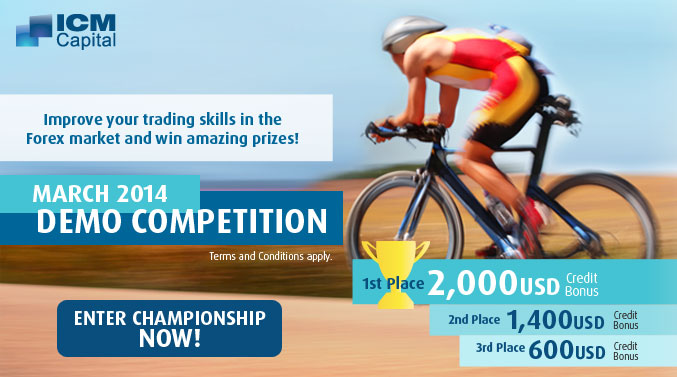 ICM
Capital
Improve your trading skills in the
Forex market and win amazing prizes!
MARCH 2014
DEMO COMPETITION
Terms and Conditions apply.
1st Place 2,000USD Credit Bonus
2nd Place 1,400USD Credit Bonus
3rd Place 600USD Credit Bonus
ENTER CHAMPIONSHIP
NOW!